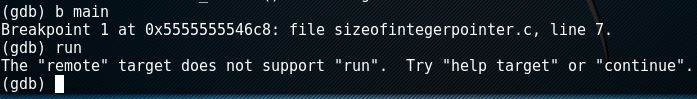 (gdb) b main
Breakpoint 1 at 0x5555555546c8: file sizeofintegerpointer.c, line 7.
(gdb) run
The "remote" target does not support "run".  Try "help target" or "continue".
(gdb)